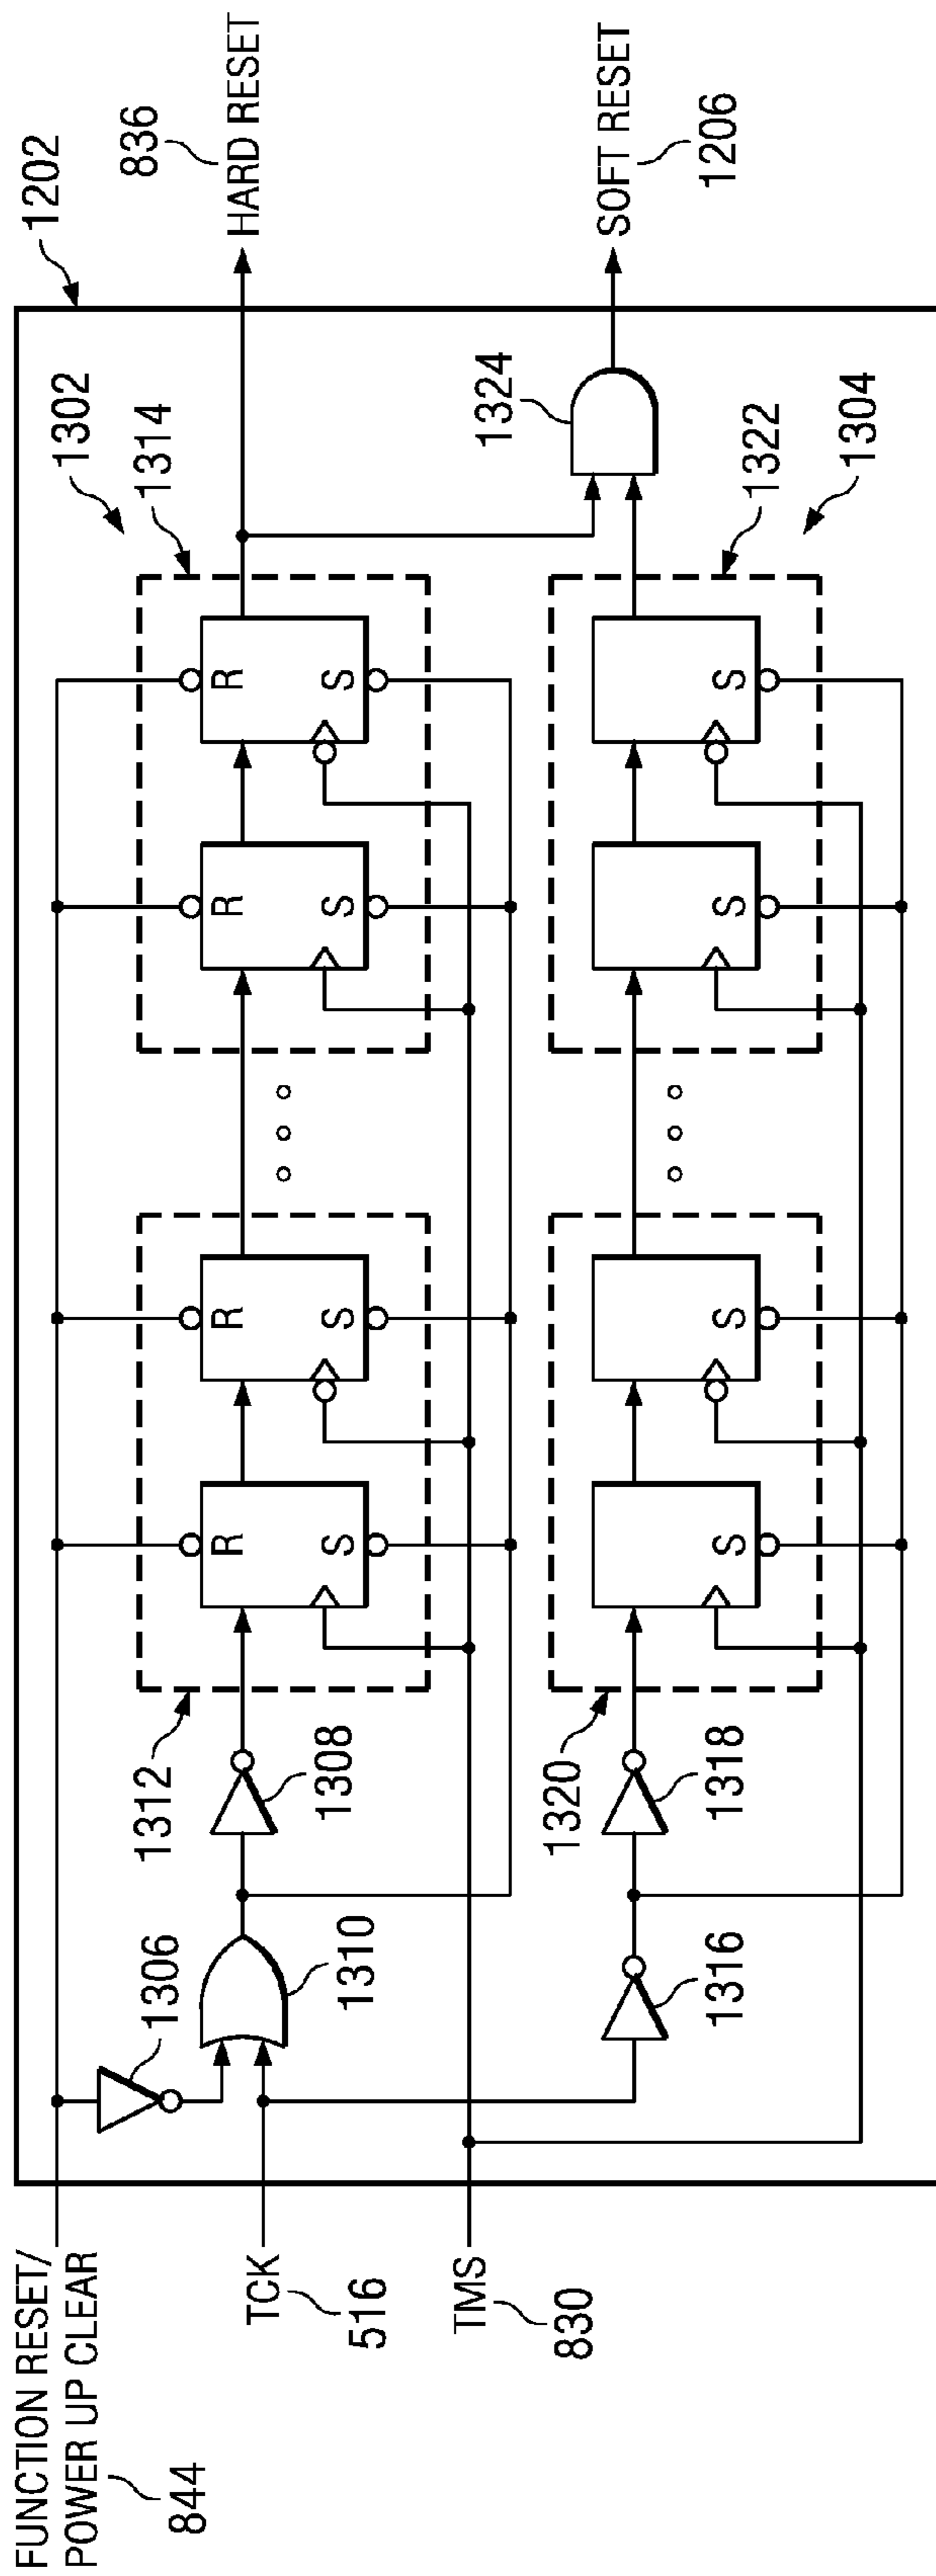 FUNCTION RESET/
POWER UP CLEAR
844
TCK
516
TMS
830
1306
1310
1316
1312
1308
1320
1318
R
S
R
S
R
S
R
S
S
S
S
S
1302
1314
1324
1322
1304
1202
836
HARD RESET
SOFT RESET
1206